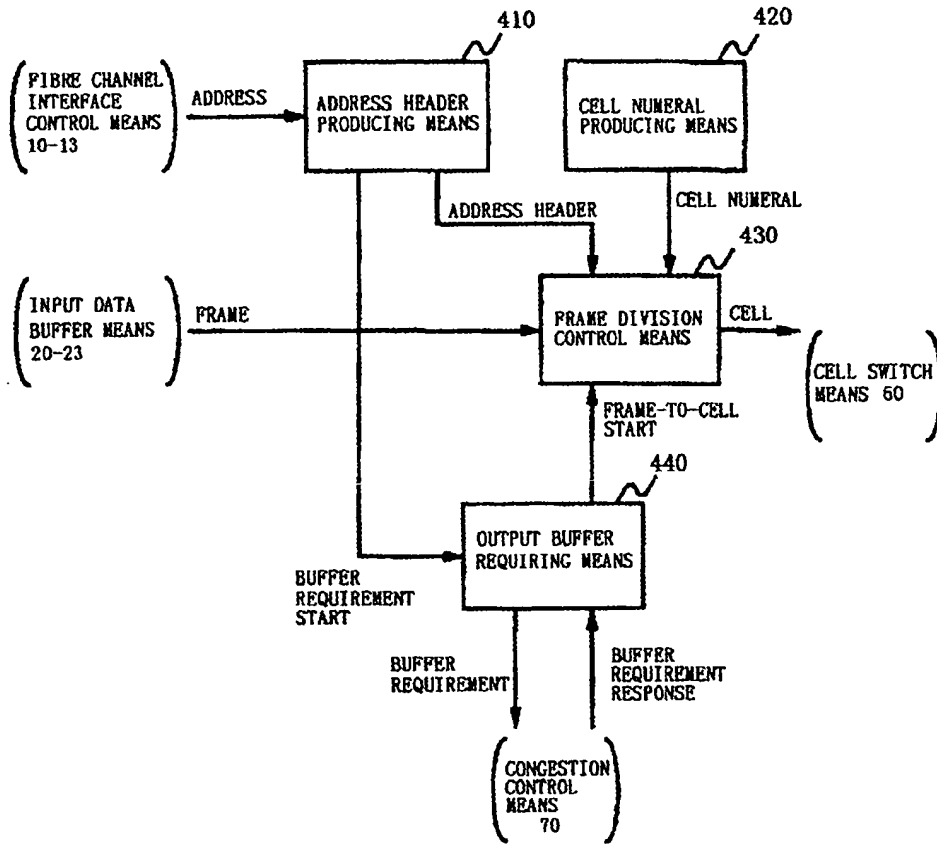 410
420
FIBRE CHANNEL
INTERFACE
CONTROL MEANS
10-13
ADDRESS
ADDRESS HEADER
PRODUCING MEANS
CELL NUMERAL
PRODUCING MEANS
ADDRESS HEADER
CELL NUMERAL
430
INPUT DATA
BUFFER MEANS
20-23
FRAME
FRAME DIVISION
CONTROL MEANS
CELL
CELL SWITCH
MEANS 60
FRAME-TO-CELL
START
440
OUTPUT BUFFER
REQUIRING MEANS
BUFFER
REQUIREMENT
START
BUFFER
REQUIREMENT
BUFFER
REQUIREMENT
RESPONSE
CONGESTION
CONTROL
MEANS
70